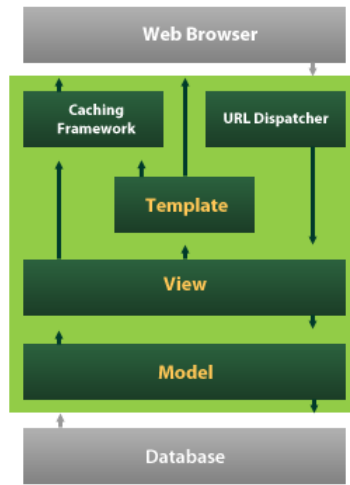 Web Browser
Caching
Framework
URL Dispatcher
Template
View
Model
Database